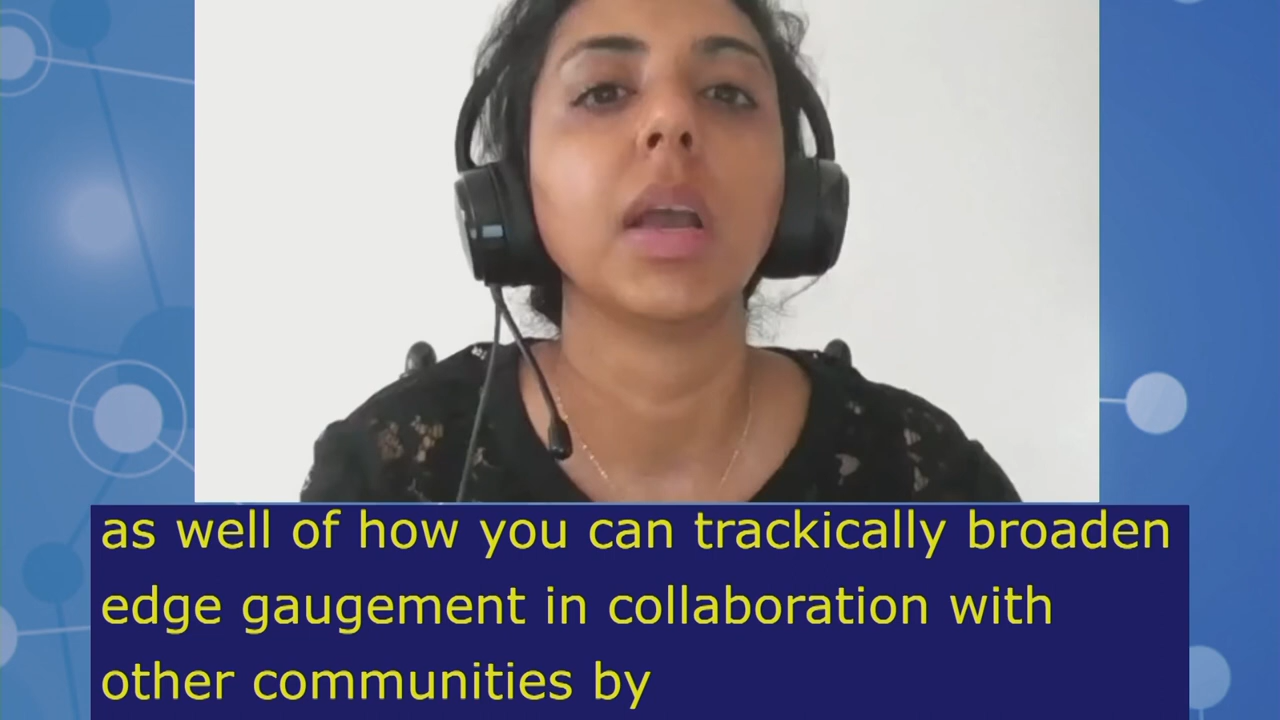 as well of how you can trackically broaden
edge gaugement in collaboration with
other communities by